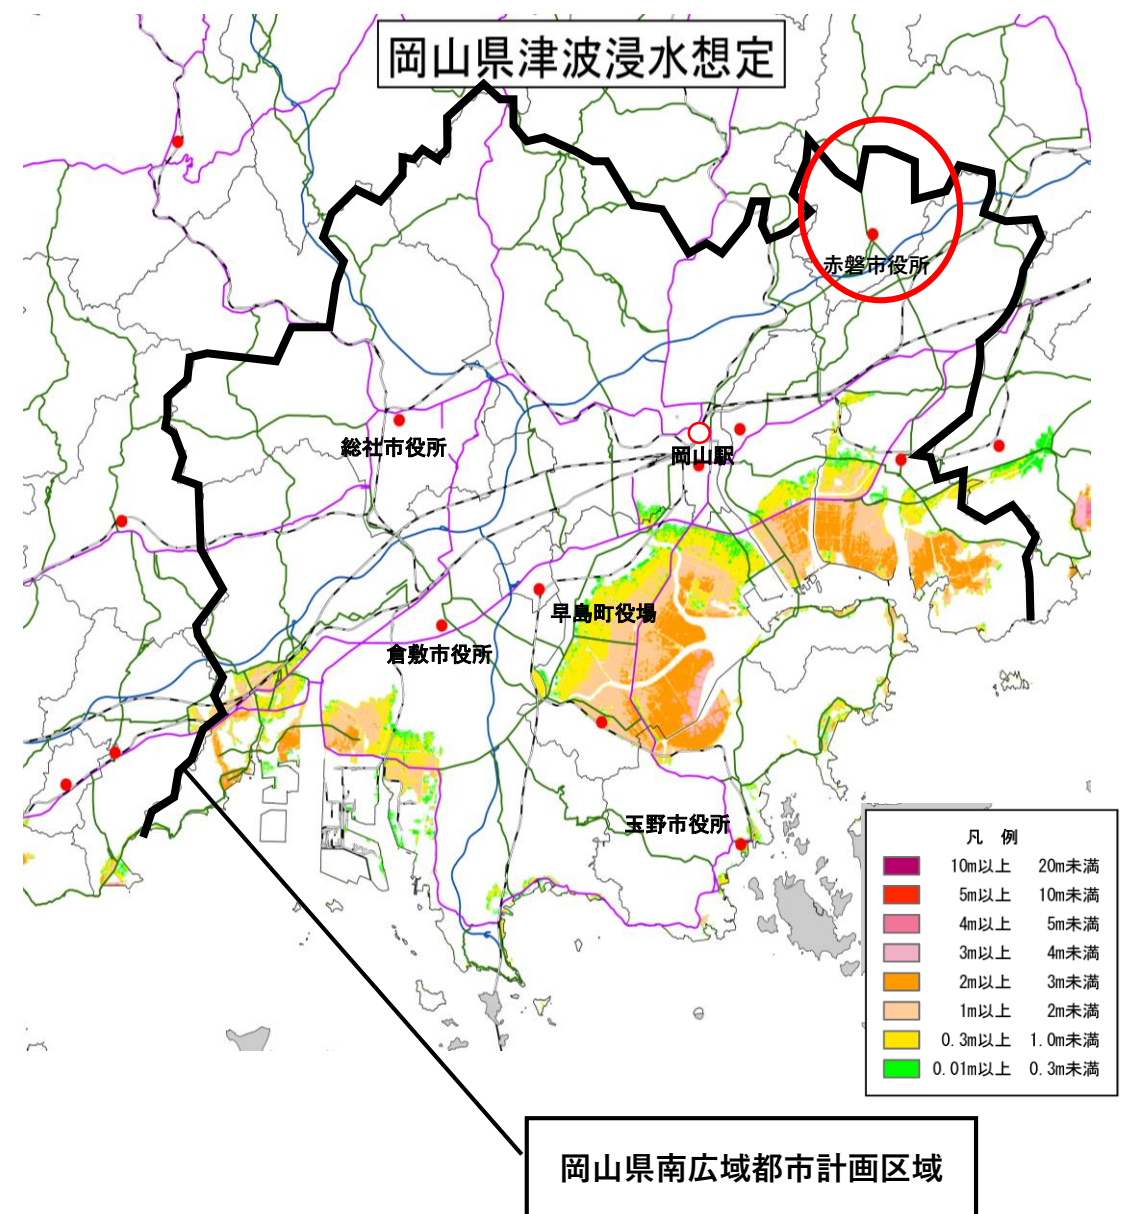 岡山県津波浸水想定
赤磐市役所
総社市役所
岡山駅
早島町役場
倉敷市役所
玉野市役所
凡 例
10m以上 20m未満
5m以上 10m未満
4m以上 5m未満
3m以上 4m未満
2m以上 3m未満
1m以上 2m未満
0.3m以上 1.0m未満
0.01m以上 0.3m未満
岡山県南広域都市計画区域